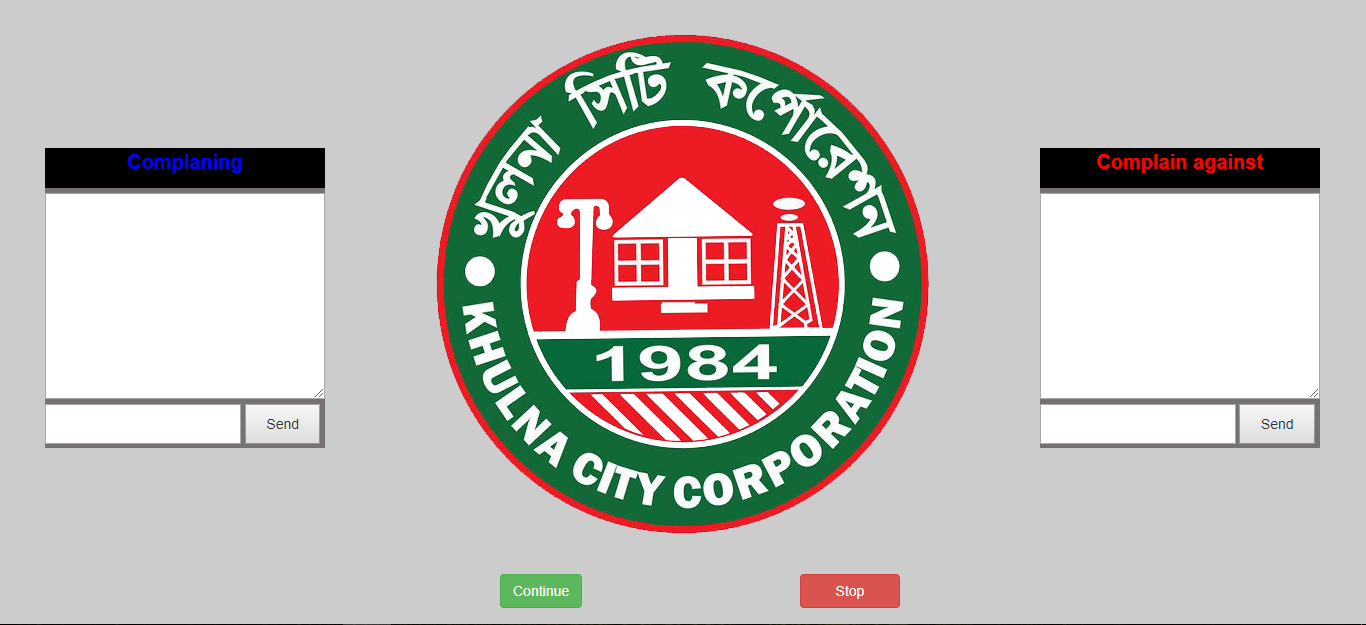 খুলনা সিটি কর্পোরেশন
Complaning
Complain against
1984
KHULNA CITY CORPORATION
Send
Send
Continue
Stop